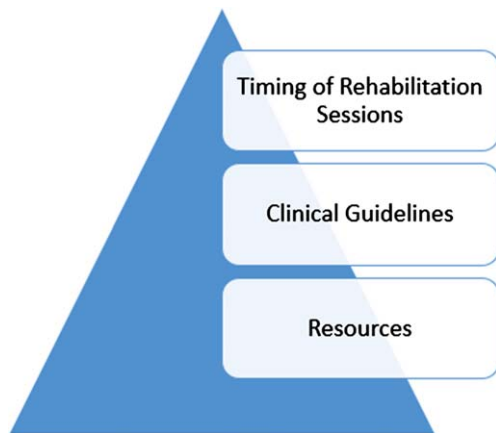 Timing of Rehabilitation
Sessions
Clinical Guidelines
Resources